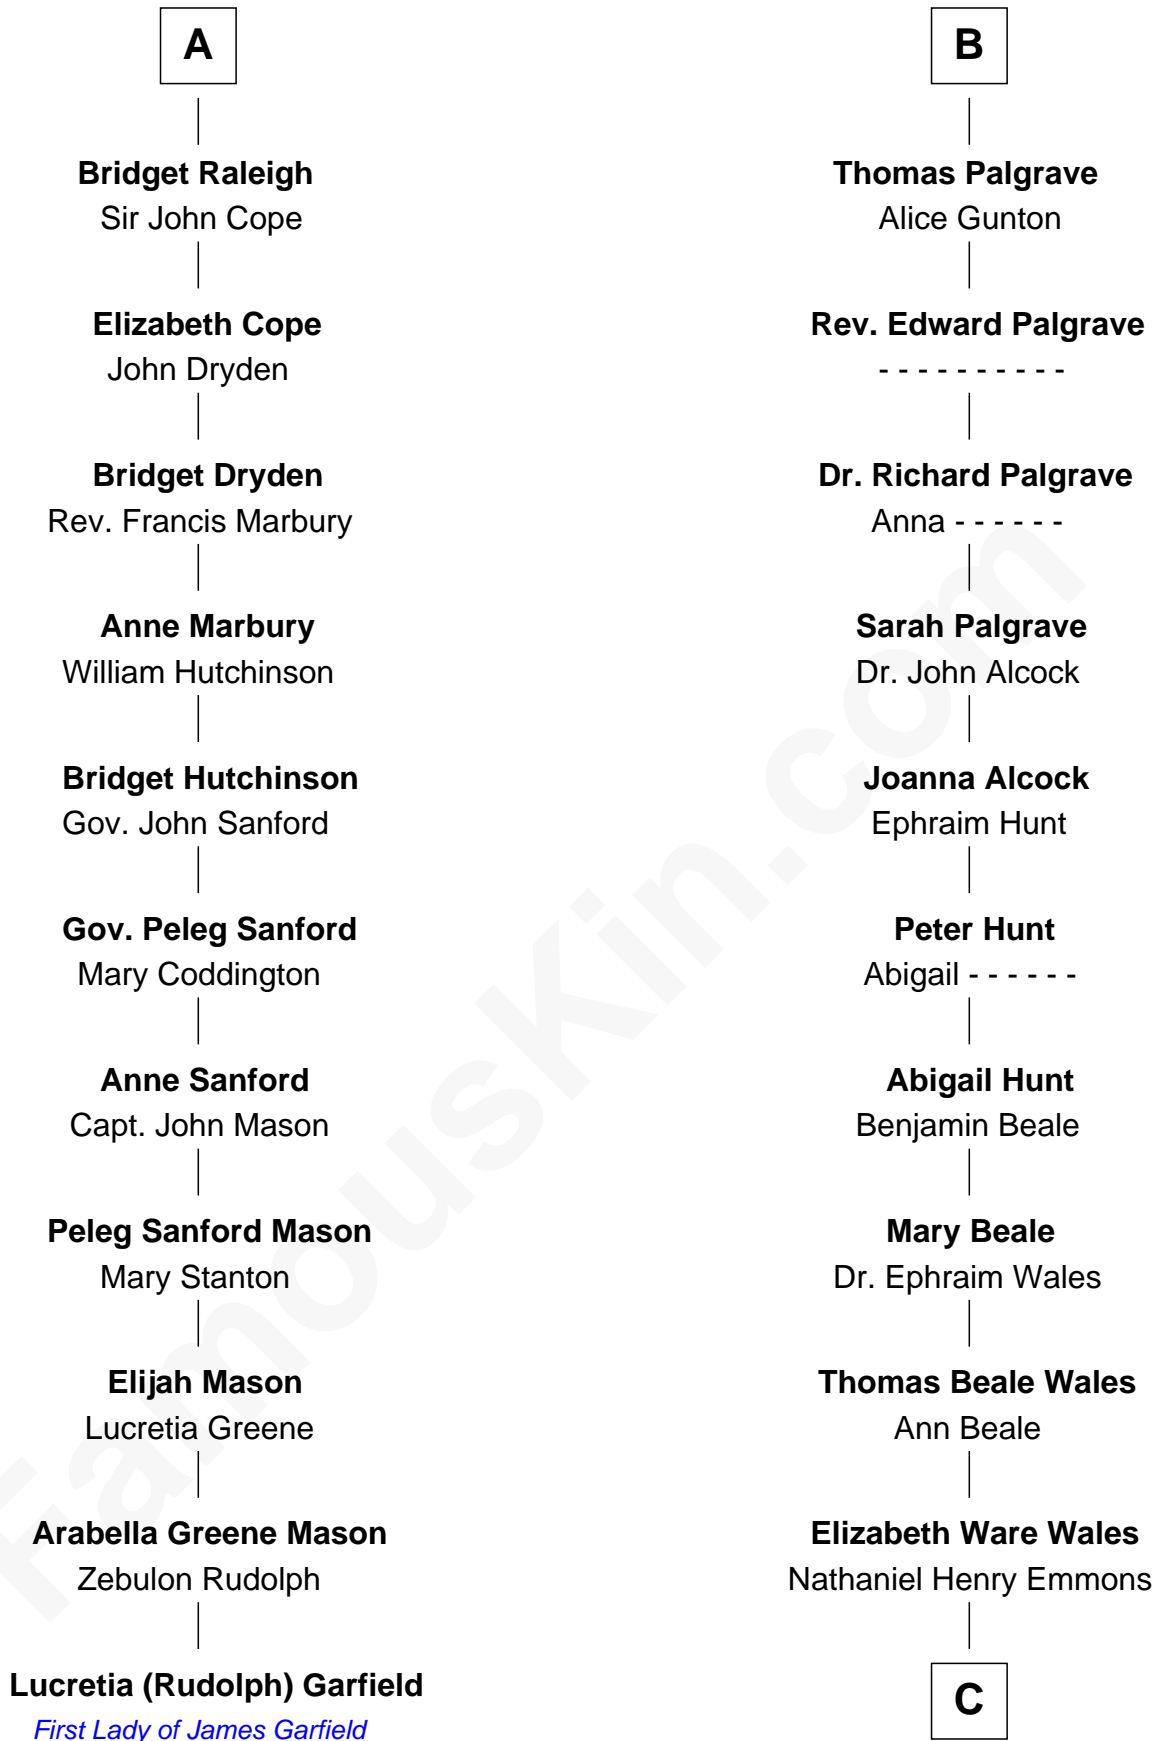 A
Bridget Raleigh
Sir John Cope
Elizabeth Cope
John Dryden
Bridget Dryden
Rev. Francis Marbury
Anne Marbury
William Hutchinson
Bridget Hutchinson
Gov. John Sanford
Gov. Peleg Sanford
Mary Coddington
Anne Sanford
Capt. John Mason
Peleg Sanford Mason
Mary Stanton
Elijah Mason
Lucretia Greene
Arabella Greene Mason
Zebulon Rudolph
Lucretia (Rudolph) Garfield
First Lady of James Garfield
B
Thomas Palgrave
Alice Gunton
Rev. Edward Palgrave
- - - - - - - - - -
Dr. Richard Palgrave
Anna - - - - - -
Sarah Palgrave
Dr. John Alcock
Joanna Alcock
Ephraim Hunt
Peter Hunt
Abigail - - - - - -
Abigail Hunt
Benjamin Beale
Mary Beale
Dr. Ephraim Wales
Thomas Beale Wales
Ann Beale
Elizabeth Ware Wales
Nathaniel Henry Emmons
C
FamousKin.com